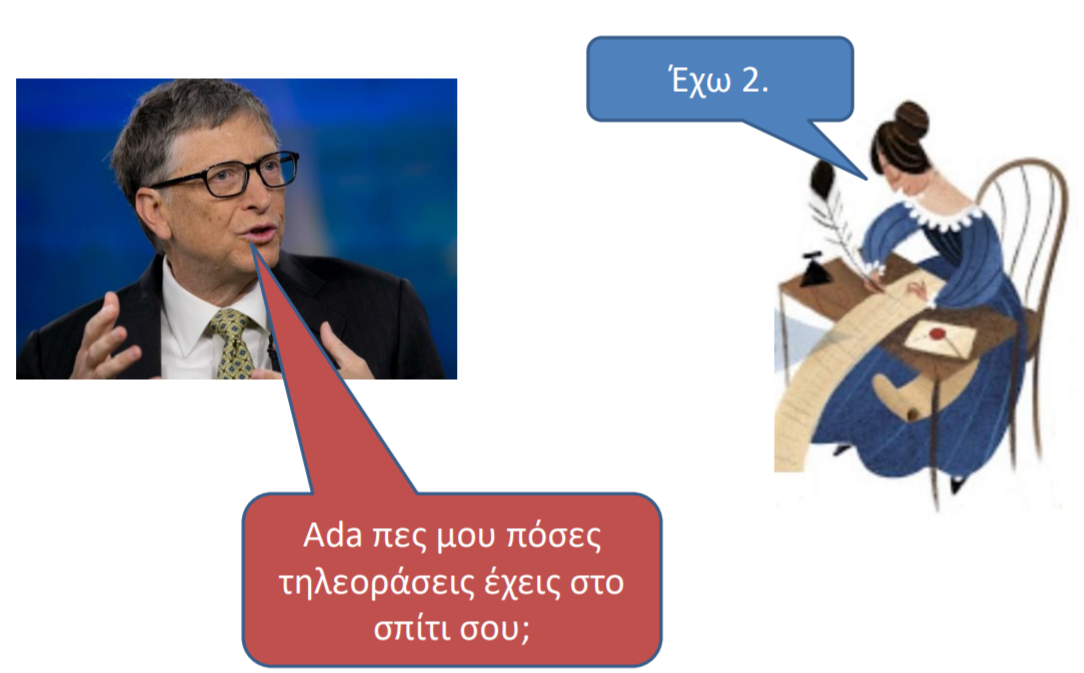 Έχω 2.
Ada πες μου πόσες
τηλεοράσεις έχεις στο
σπίτι σου;